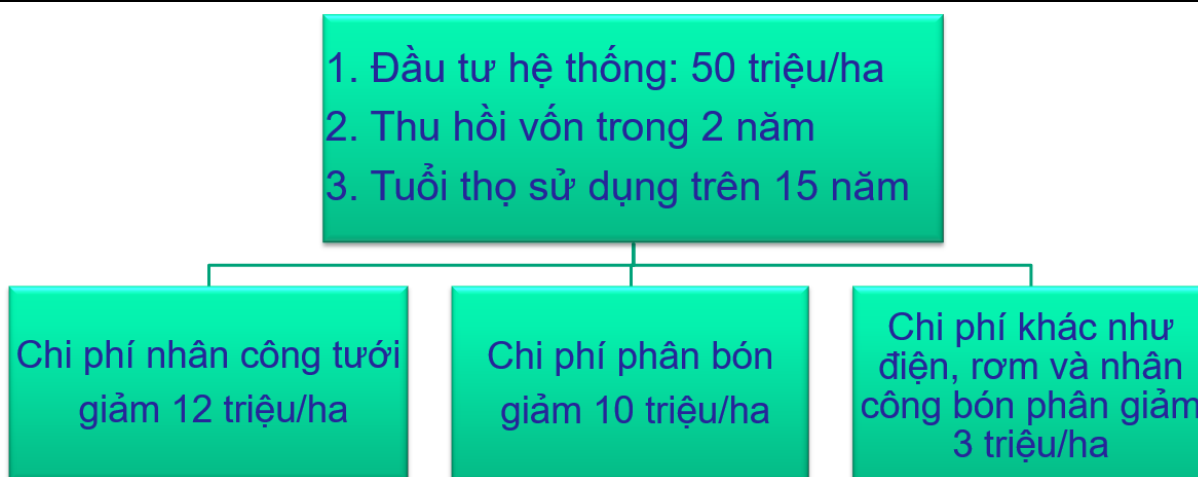 1. Đầu tư hệ thống: 50 triệu/ha
2. Thu hồi vốn trong 2 năm
3. Tuổi thọ sử dụng trên 15 năm
Chi phí nhân công tưới
giảm 12 triệu/ha
Chi phí phân bón
giảm 10 triệu/ha
Chi phí khác như
điện, rơm và nhân
công bón phân giảm
3 triệu/ha